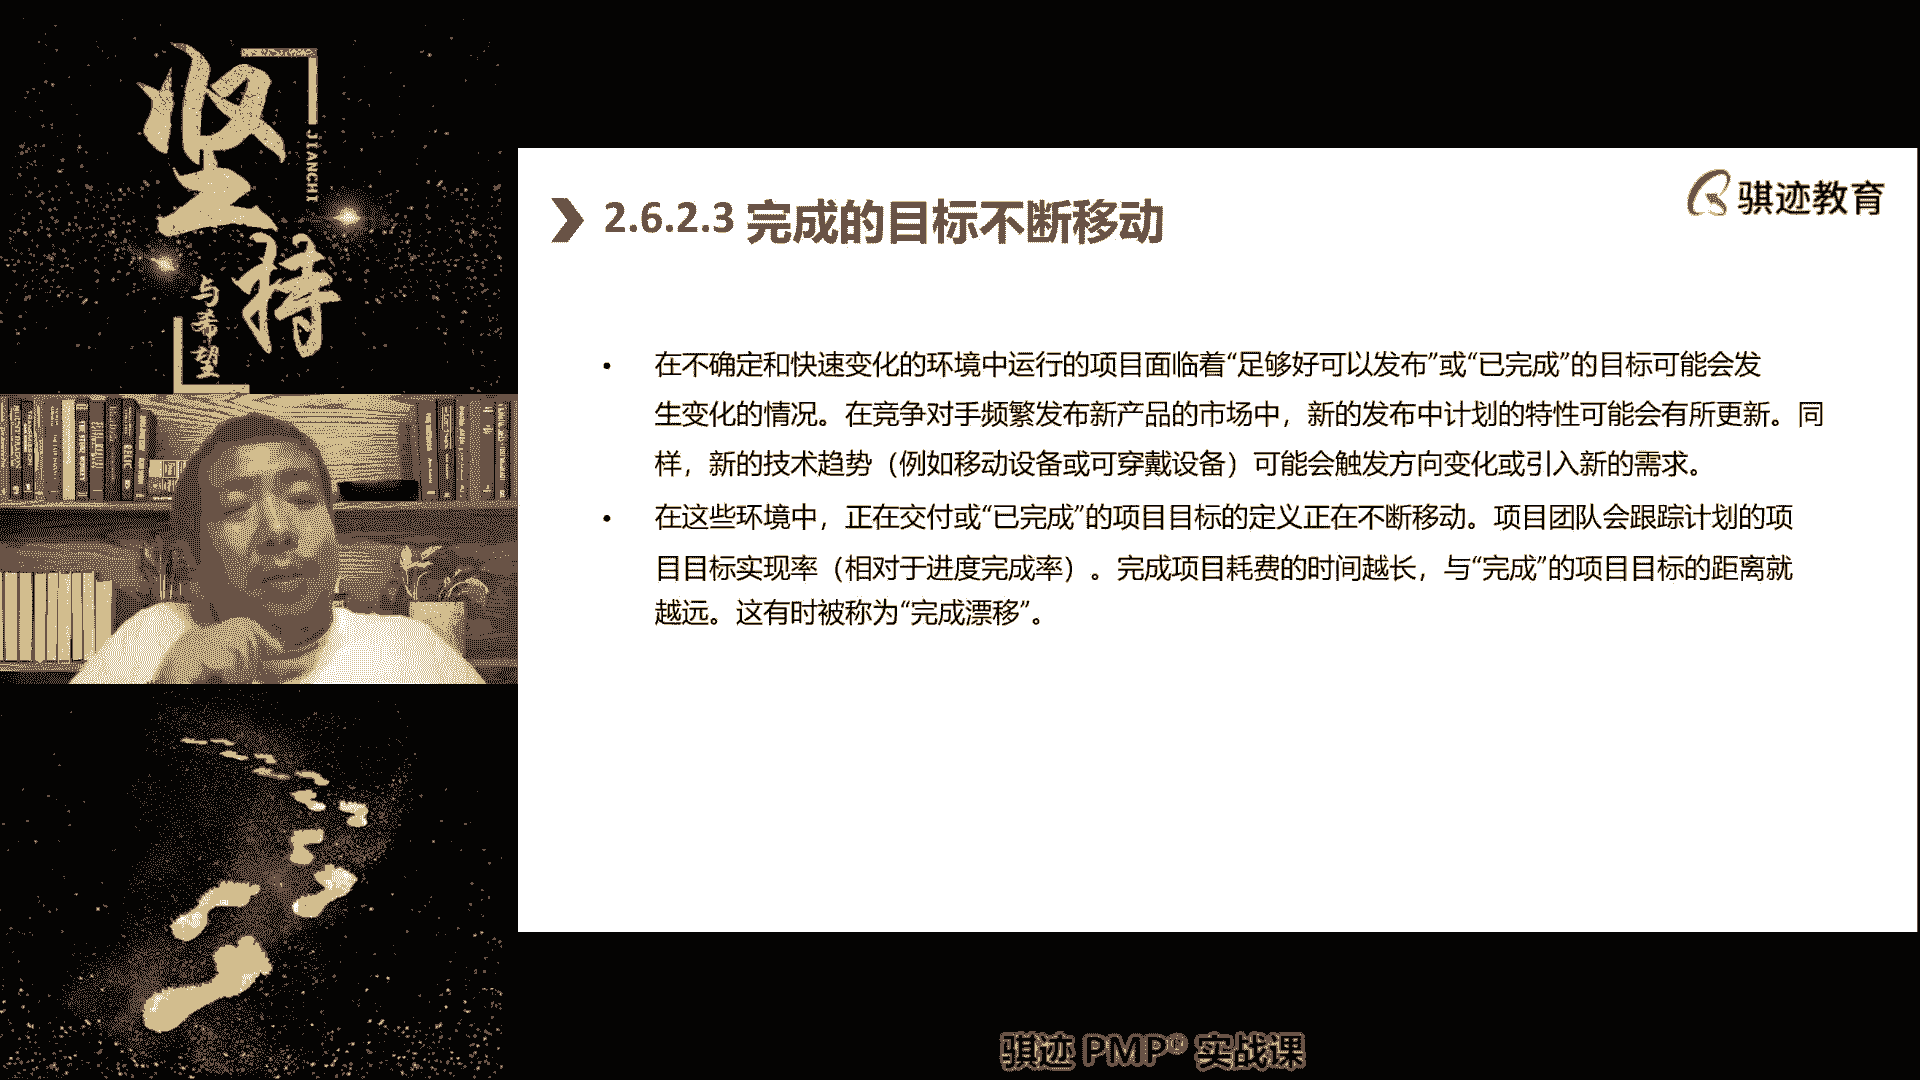 坚持
JIANCHI
与希望
骐迹教育
2.6.2.3 完成的目标不断移动
• 在不确定和快速变化的环境中运行的项目面临着“足够好可以发布”或“已完成”的目标可能会发
生变化的情况。在竞争对手频繁发布新产品的市场中，新的发布中计划的特性可能会有所更新。同
样，新的技术趋势（例如移动设备或可穿戴设备）可能会触发方向变化或引入新的需求。
• 在这些环境中，正在交付或“已完成”的项目目标的定义正在不断移动。项目团队会跟踪计划的项
目目标实现率（相对于进度完成率）。完成项目耗费的时间越长，与“完成”的项目目标的距离就
越远。这有时被称为“完成漂移”。
骐迹 PMP® 实战课